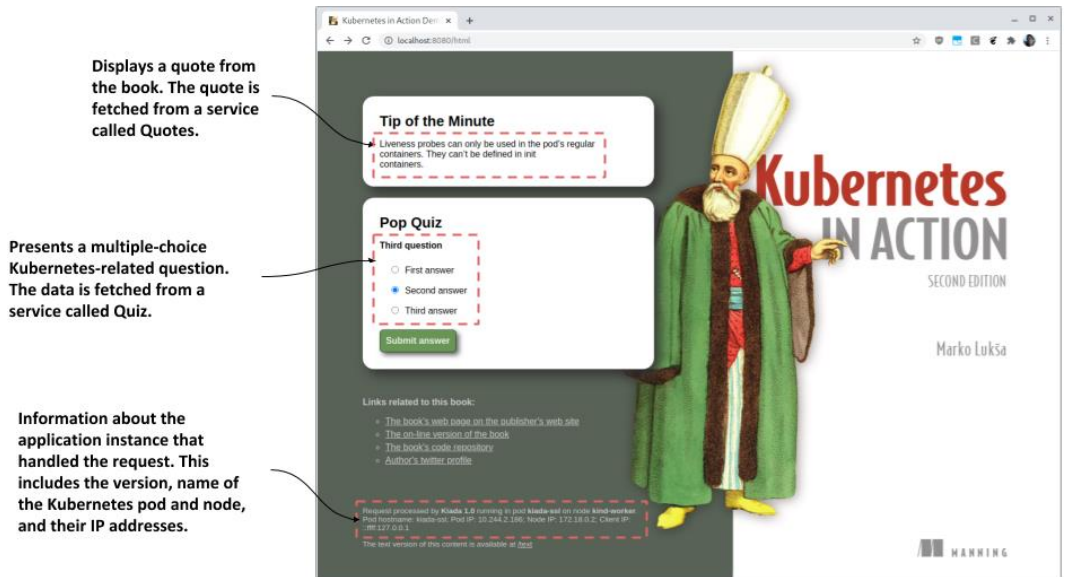 Kubernetes in Action Dem
localhost:8080/html
Displays a quote from
the book. The quote is
fetched from a service
called Quotes.
Tip of the Minute
Liveness probes can only be used in the pod's regular
containers. They can't be defined in init
containers.
Kubernetes
IN ACTION
SECOND EDITION
Marko Lukša
Presents a multiple-choice
Kubernetes-related question.
The data is fetched from a
service called Quiz.
Pop Quiz
Third question
First answer
Second answer
Third answer
Submit answer
Links related to this book:
The book's web page on the publisher's web site
The on-line version of the book
The book's code repository
Author's twitter profile
Information about the
application instance that
handled the request. This
includes the version, name of
the Kubernetes pod and node,
and their IP addresses.
Request processed by Kiada 1.0 running in pod kiada-ssl on node kind-worker.
Pod hostname: kiada-ssl; Pod IP: 10.244.2.186; Node IP: 172.18.0.2; Client IP:
::ffff:127.0.0.1
The text version of this content is available at /text
MANNING